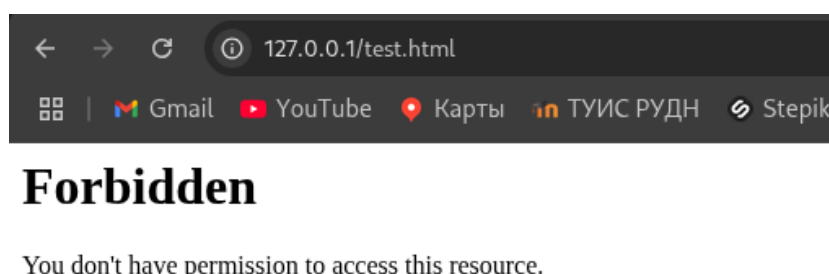 127.0.0.1/test.html
Gmail YouTube Карты ТУИС РУДН Stepik
Forbidden
You don't have permission to access this resource.